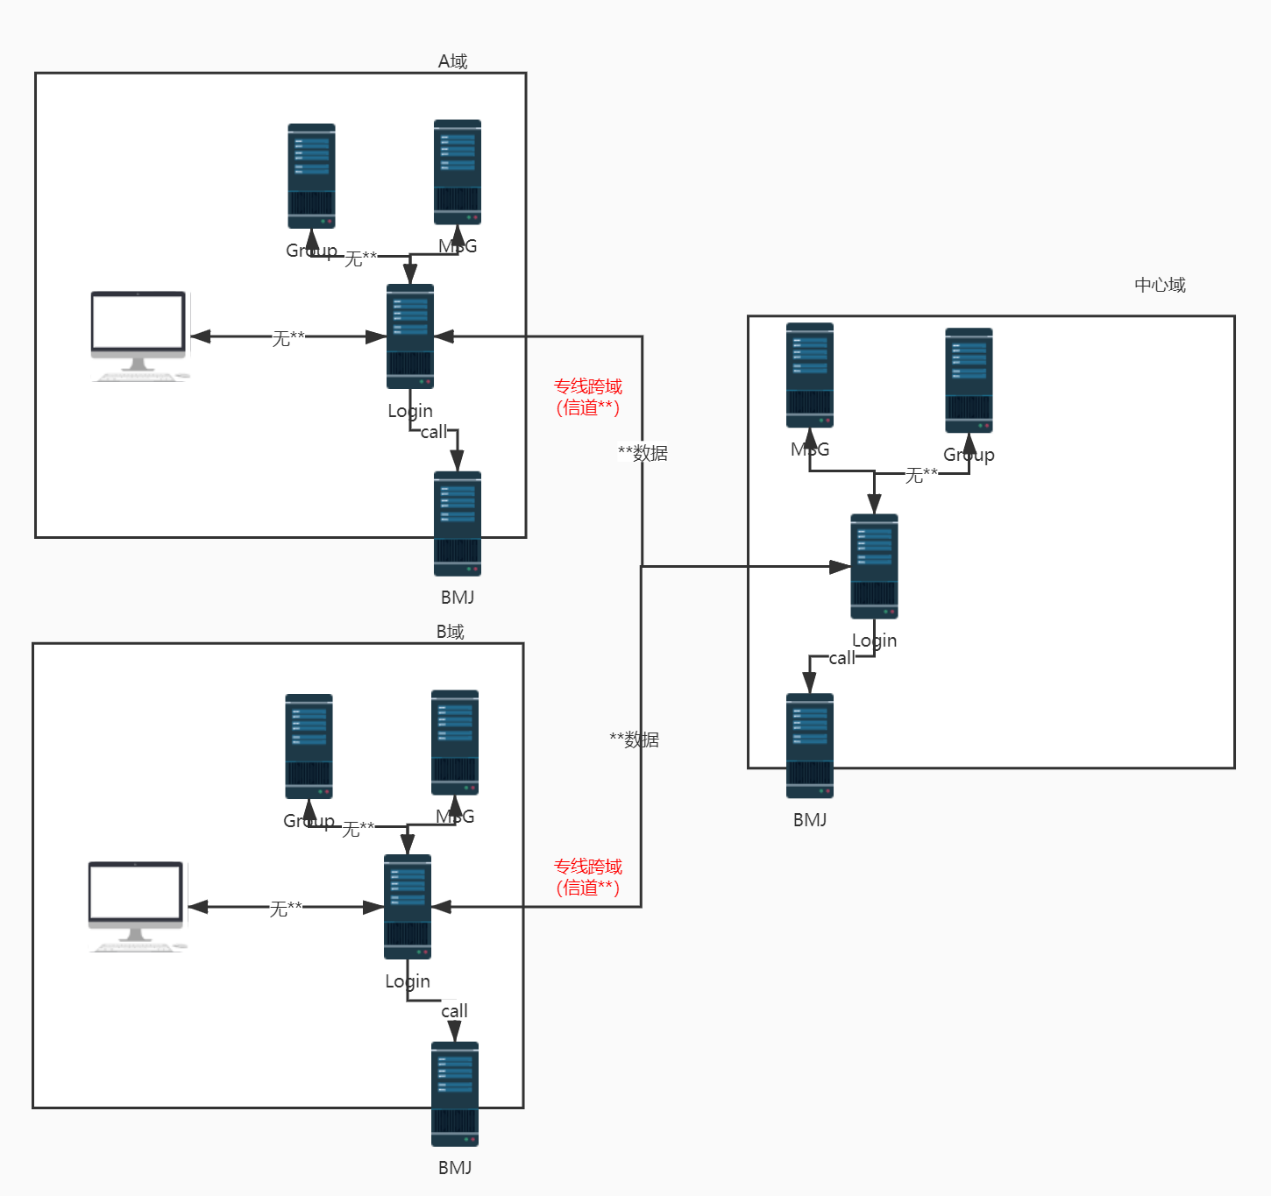 A域
Group
无**
MSG
无**
Login
call
BMJ
专线跨域
(信道**)
**数据
中心域
MSG
Group
无**
Login
call
BMJ
B域
Group
无**
MSG
**数据
无**
专线跨域
(信道**)
Login
call
BMJ